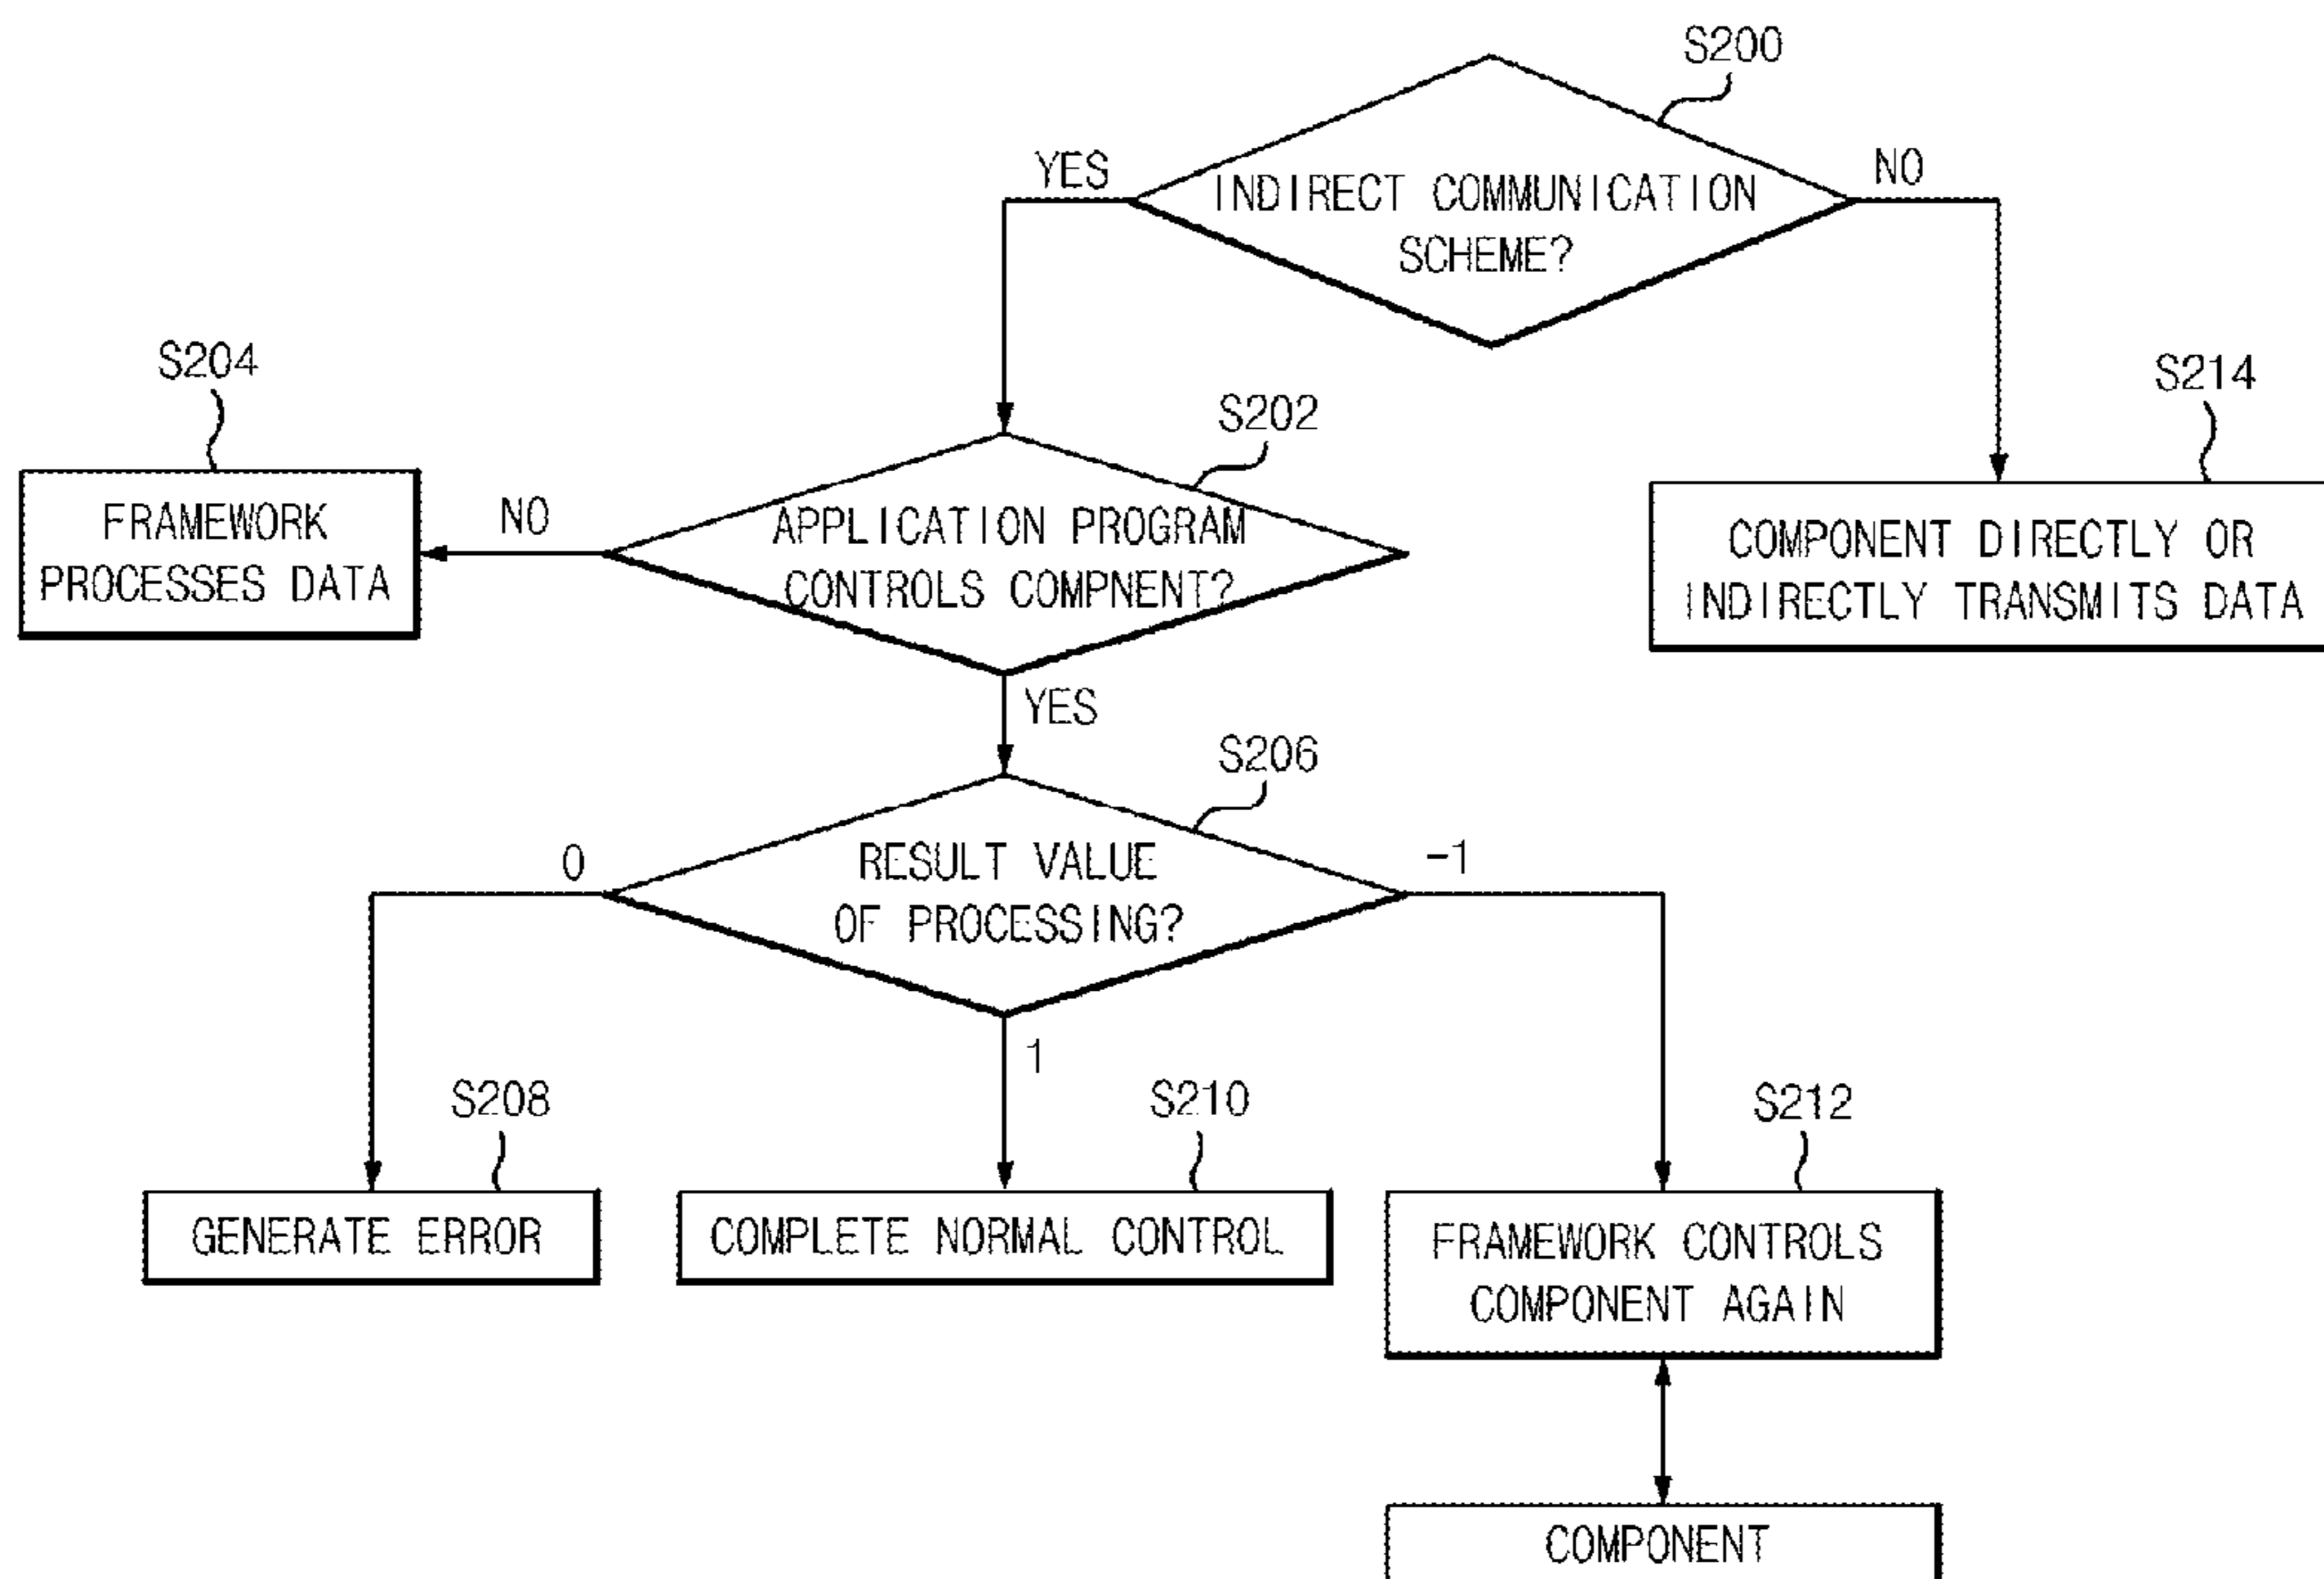 S200
YES
NO
INDIRECT COMMUNICATION
SCHEME?
S204
S214
S202
FRAMEWORK
PROCESSES DATA
NO
APPLICATION PROGRAM
CONTROLS COMPNENT?
COMPONENT DIRECTLY OR
INDIRECTLY TRANSMITS DATA
YES
S206
0
RESULT VALUE
OF PROCESSING?
-1
1
S208
S210
S212
GENERATE ERROR
COMPLETE NORMAL CONTROL
FRAMEWORK CONTROLS
COMPONENT AGAIN
COMPONENT